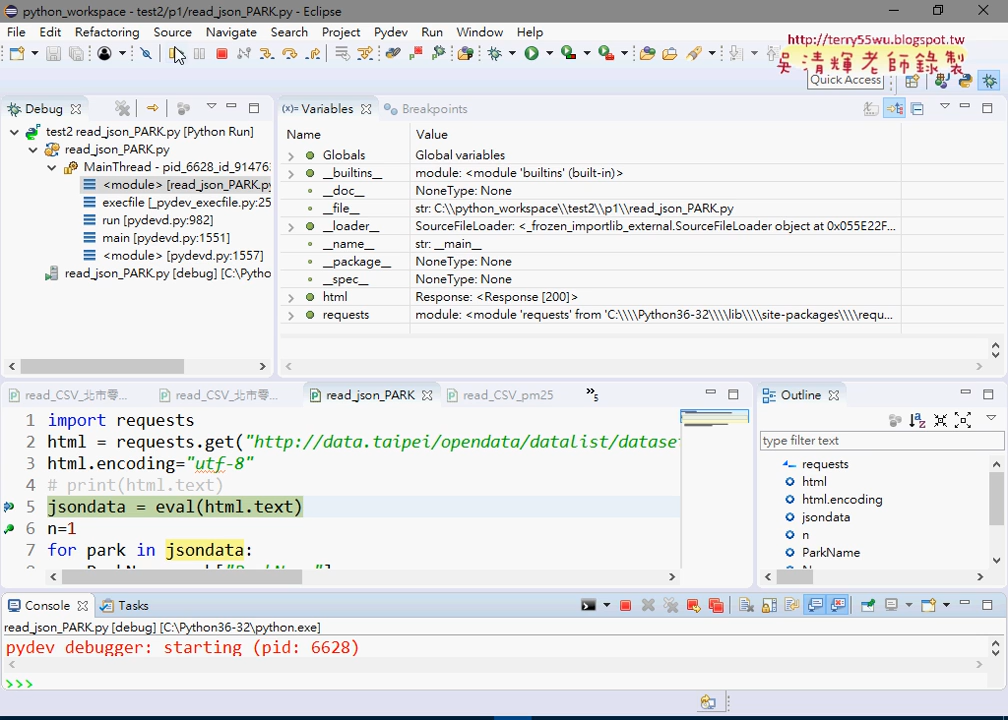 python_workspace - test2/p1/read_json_PARK.py - Eclipse
File Edit Refactoring Source Navigate Search Project Pydev Run Window Help
http://terry55wu.blogspot.tw
吳清輝老師錄製
Quick Access
Debug
test2 read_json_PARK.py [Python Run]
read_json_PARK.py
MainThread - pid_6628_id_91476
<module> [read_json_PARK.py
execfile [_pydev_execfile.py:25
run [pydevd.py:982]
main [pydevd.py:1551]
<module> [pydevd.py:1557]
read_json_PARK.py [debug] [C:\Pytho
Variables Breakpoints
Name Value
Globals Global variables
__builtins__ module: <module 'builtins' (built-in)>
__doc__ NoneType: None
__file__ str: C:\\python_workspace\\test2\\p1\\read_json_PARK.py
__loader__ SourceFileLoader: <_frozen_importlib_external.SourceFileLoader object at 0x055E22F...
__name__ str: __main__
__package__ NoneType: None
__spec__ NoneType: None
html Response: <Response [200]>
requests module: <module 'requests' from 'C:\\\\Python36-32\\\\lib\\\\site-packages\\\\requ...
read_CSV_北市零... read_CSV_北市零... read_json_PARK read_CSV_pm25 5
1 import requests
2 html = requests.get("http://data.taipei/opendata/datalist/dataset
3 html.encoding="utf-8"
4 # print(html.text)
5 jsondata = eval(html.text)
6 n=1
7 for park in jsondata:
Outline
type filter text
requests
html
html.encoding
jsondata
n
ParkName
Console Tasks
read_json_PARK.py [debug] [C:\Python36-32\python.exe]
pydev debugger: starting (pid: 6628)
>>>